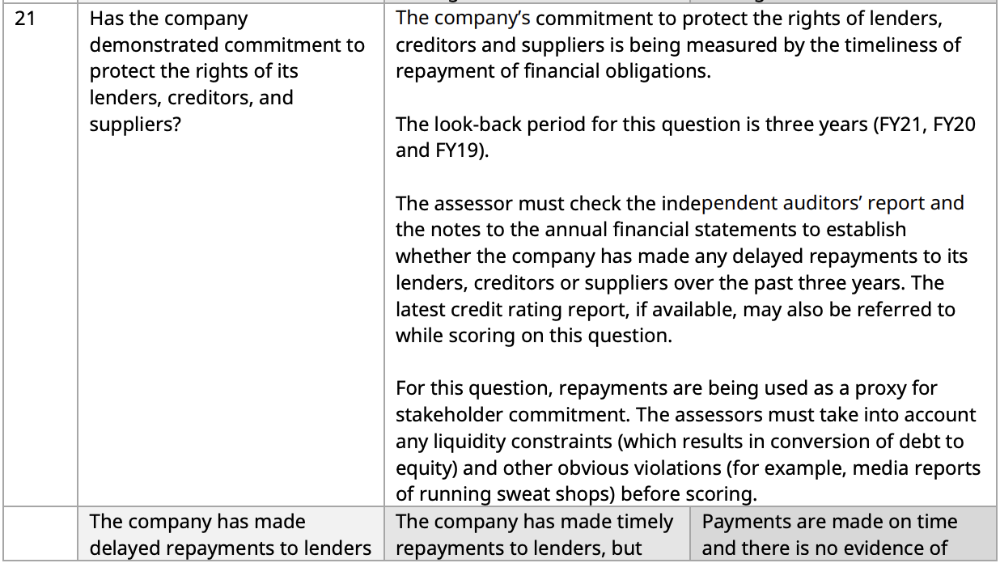 21
Has the company
demonstrated commitment to
protect the rights of its
lenders, creditors, and
suppliers?
The company’s commitment to protect the rights of lenders,
creditors and suppliers is being measured by the timeliness of
repayment of financial obligations.
The look-back period for this question is three years (FY21, FY20
and FY19).
The assessor must check the independent auditors’ report and
the notes to the annual financial statements to establish
whether the company has made any delayed repayments to its
lenders, creditors or suppliers over the past three years. The
latest credit rating report, if available, may also be referred to
while scoring on this question.
For this question, repayments are being used as a proxy for
stakeholder commitment. The assessors must take into account
any liquidity constraints (which results in conversion of debt to
equity) and other obvious violations (for example, media reports
of running sweat shops) before scoring.
The company has made
delayed repayments to lenders
The company has made timely
repayments to lenders, but
Payments are made on time
and there is no evidence of